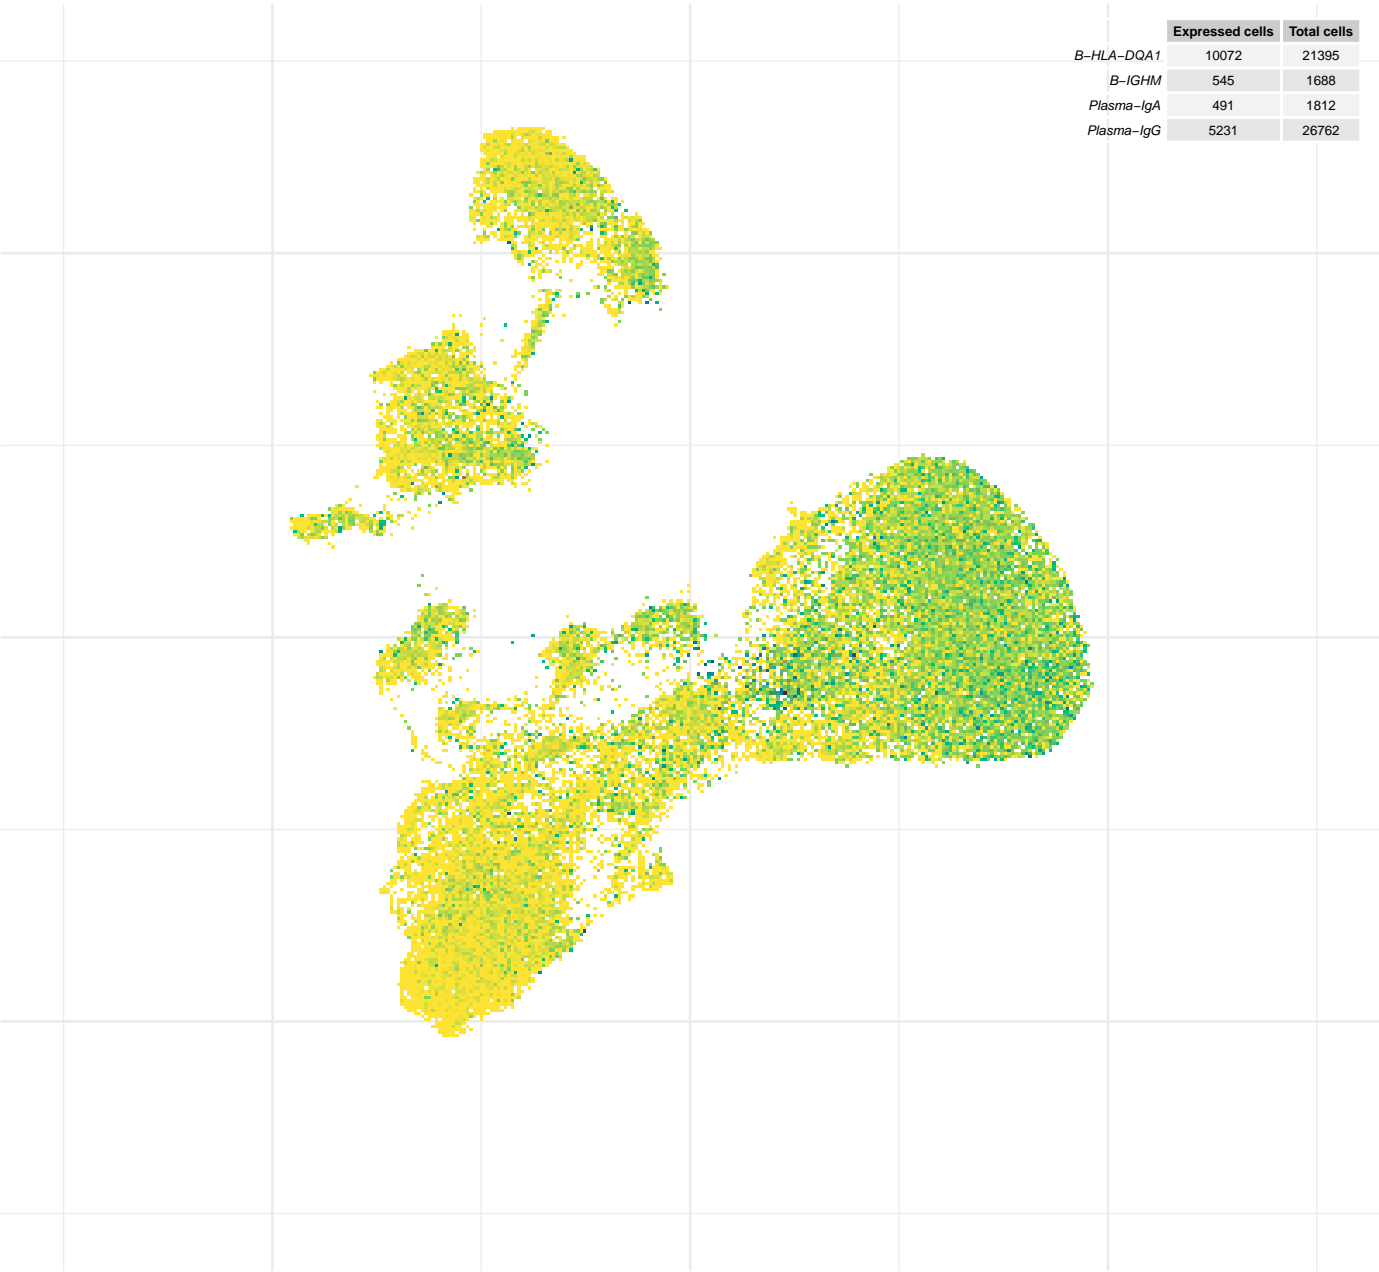 Expressed cells Total cells
B−HLA−DQA1 10072 21395
B−IGHM 545 1688
Plasma−IgA 491 1812
Plasma−IgG 5231 26762